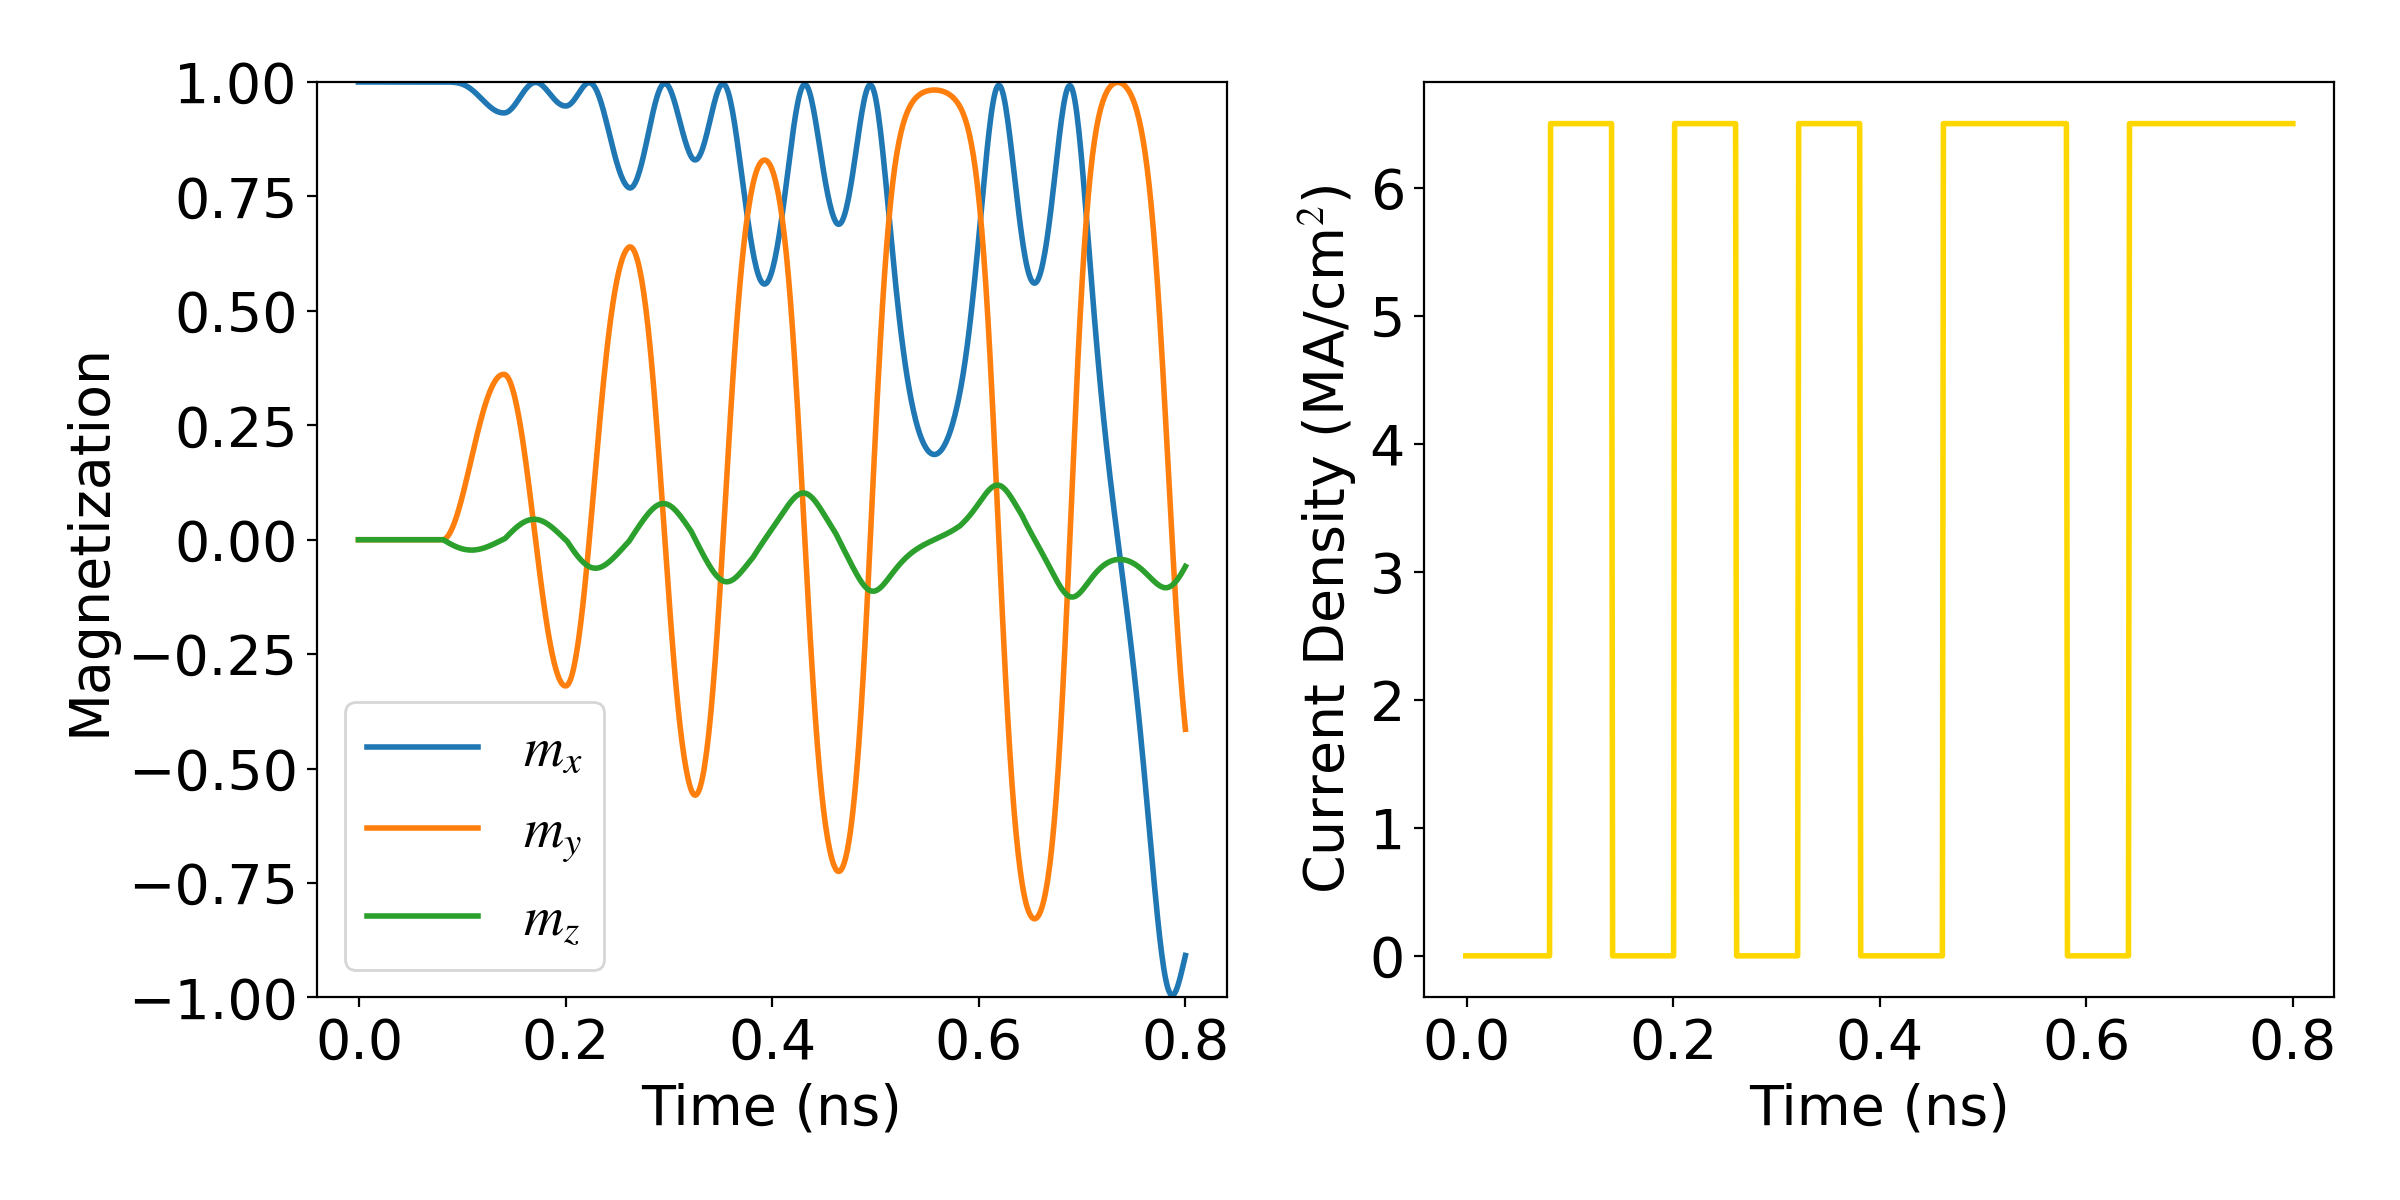 1.00
0.75
0.50
0.25
0.00
−0.25
−0.50
−0.75
−1.00
Magnetization
m_x
m_y
m_z
0.0 0.2 0.4 0.6 0.8
Time (ns)
6
5
4
3
2
1
0
Current Density (MA/cm²)
0.0 0.2 0.4 0.6 0.8
Time (ns)